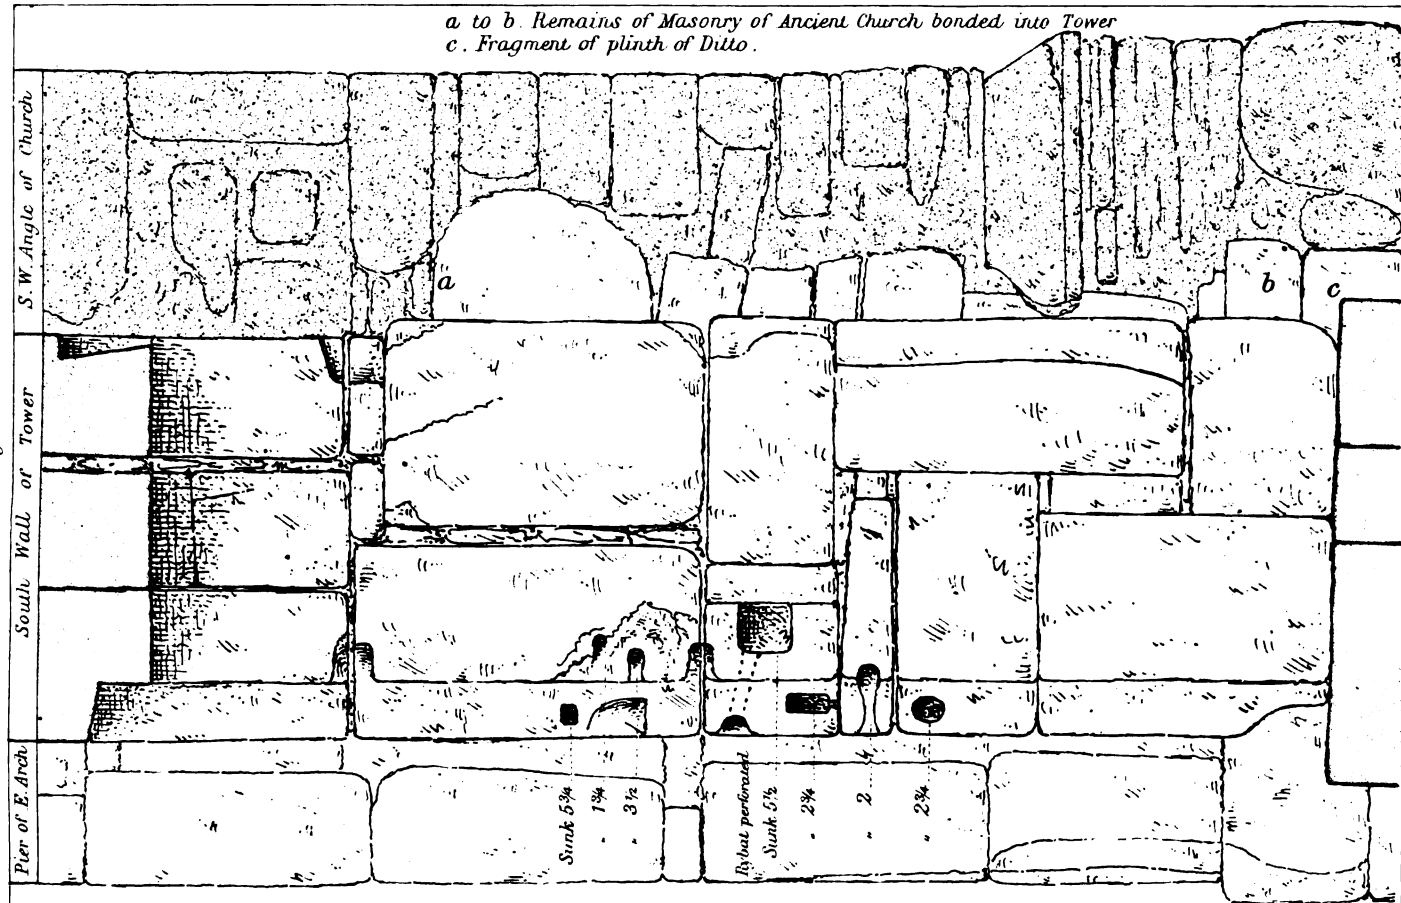 a to b. Remains of Masonry of Ancient Church bonded into Tower
c. Fragment of plinth of Ditto.
S.W. Angle of Church
a
b
c
South Wall of Tower
Pier of E. Arch
Sunk 5¾
" 1¾
" 3½
Rybat perforated
Sunk 5½
" 2¾
" 2
" 2¾